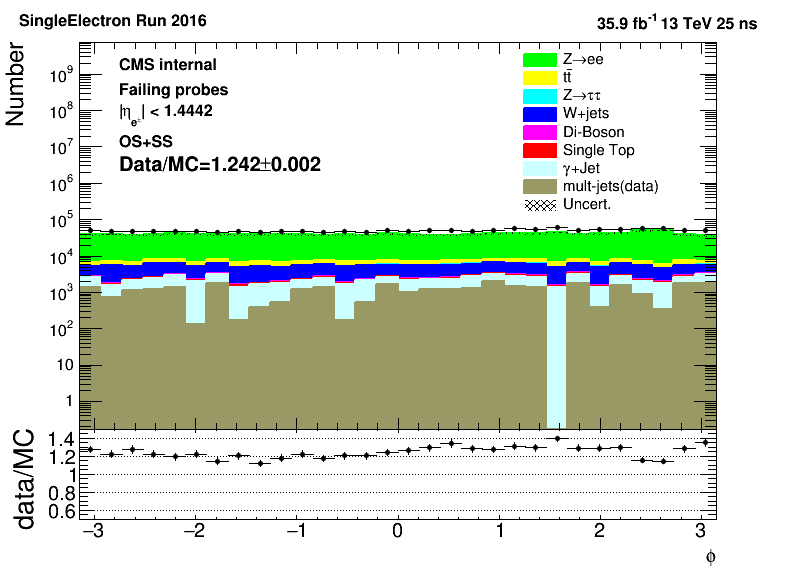 SingleElectron Run 2016
35.9 fb⁻¹ 13 TeV 25 ns
Number
CMS internal
Failing probes
|η_e±| < 1.4442
OS+SS
Data/MC=1.242±0.002
Z→ee
tt̄
Z→ττ
W+jets
Di-Boson
Single Top
γ+Jet
mult-jets(data)
Uncert.
10⁹
10⁸
10⁷
10⁶
10⁵
10⁴
10³
10²
10
1
data/MC
1.4
1.2
1
0.8
0.6
−3 −2 −1 0 1 2 3
ϕ